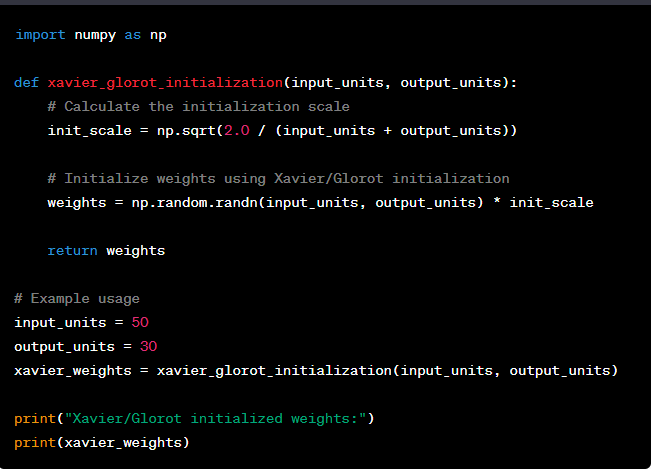 import numpy as np
def xavier_glorot_initialization(input_units, output_units):
# Calculate the initialization scale
init_scale = np.sqrt(2.0 / (input_units + output_units))
# Initialize weights using Xavier/Glorot initialization
weights = np.random.randn(input_units, output_units) * init_scale
return weights
# Example usage
input_units = 50
output_units = 30
xavier_weights = xavier_glorot_initialization(input_units, output_units)
print("Xavier/Glorot initialized weights:")
print(xavier_weights)